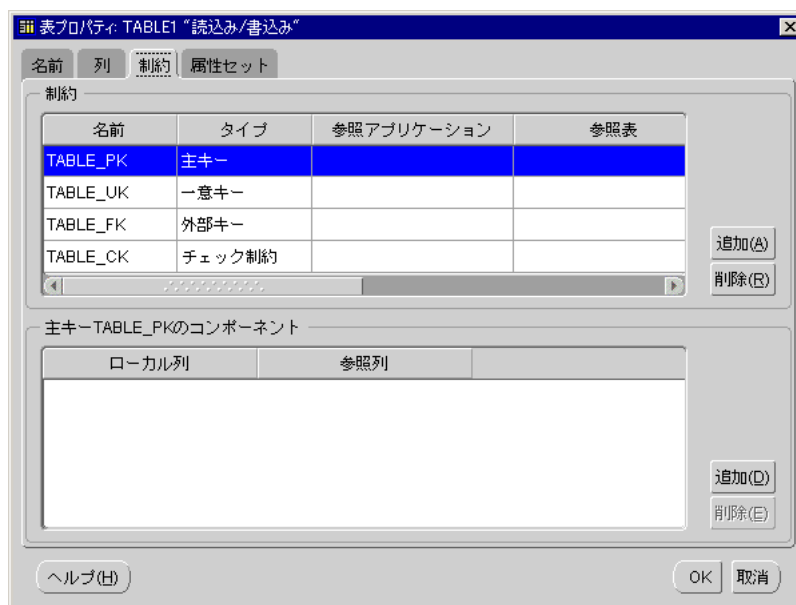 表プロパティ: TABLE1 “読込み/書込み“
名前 列 制約 属性セット
制約
名前 タイプ 参照アプリケーション 参照表
TABLE_PK 主キー
TABLE_UK 一意キー
TABLE_FK 外部キー
TABLE_CK チェック制約
追加(A)
削除(R)
主キーTABLE_PKのコンポーネント
ローカル列 参照列
追加(D)
削除(E)
ヘルプ(H) OK 取消